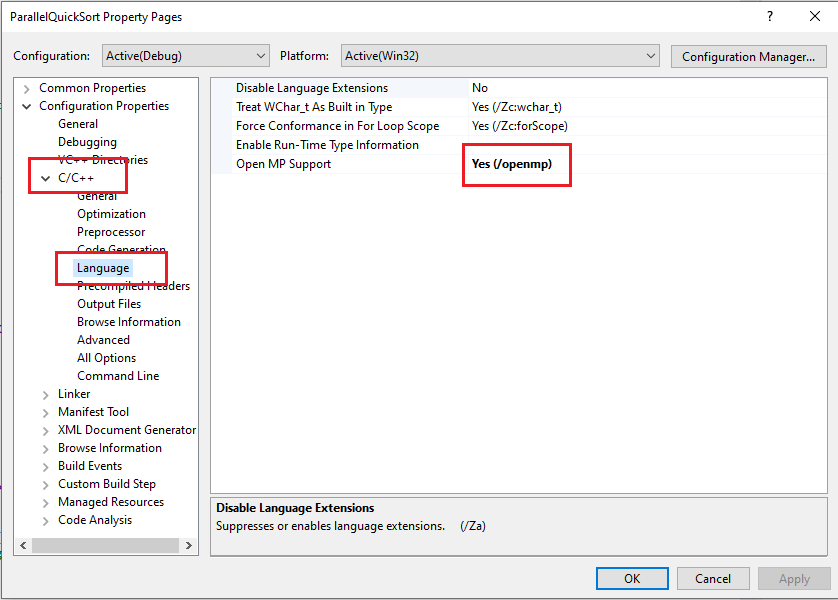 ParallelQuickSort Property Pages
?
Configuration: Active(Debug) Platform: Active(Win32) Configuration Manager...
Common Properties
Configuration Properties
General
Debugging
VC++ Directories
C/C++
General
Optimization
Preprocessor
Code Generation
Language
Precompiled Headers
Output Files
Browse Information
Advanced
All Options
Command Line
Linker
Manifest Tool
XML Document Generator
Browse Information
Build Events
Custom Build Step
Managed Resources
Code Analysis
Disable Language Extensions No
Treat WChar_t As Built in Type Yes (/Zc:wchar_t)
Force Conformance in For Loop Scope Yes (/Zc:forScope)
Enable Run-Time Type Information
Open MP Support Yes (/openmp)
Disable Language Extensions
Suppresses or enables language extensions. (/Za)
OK Cancel Apply